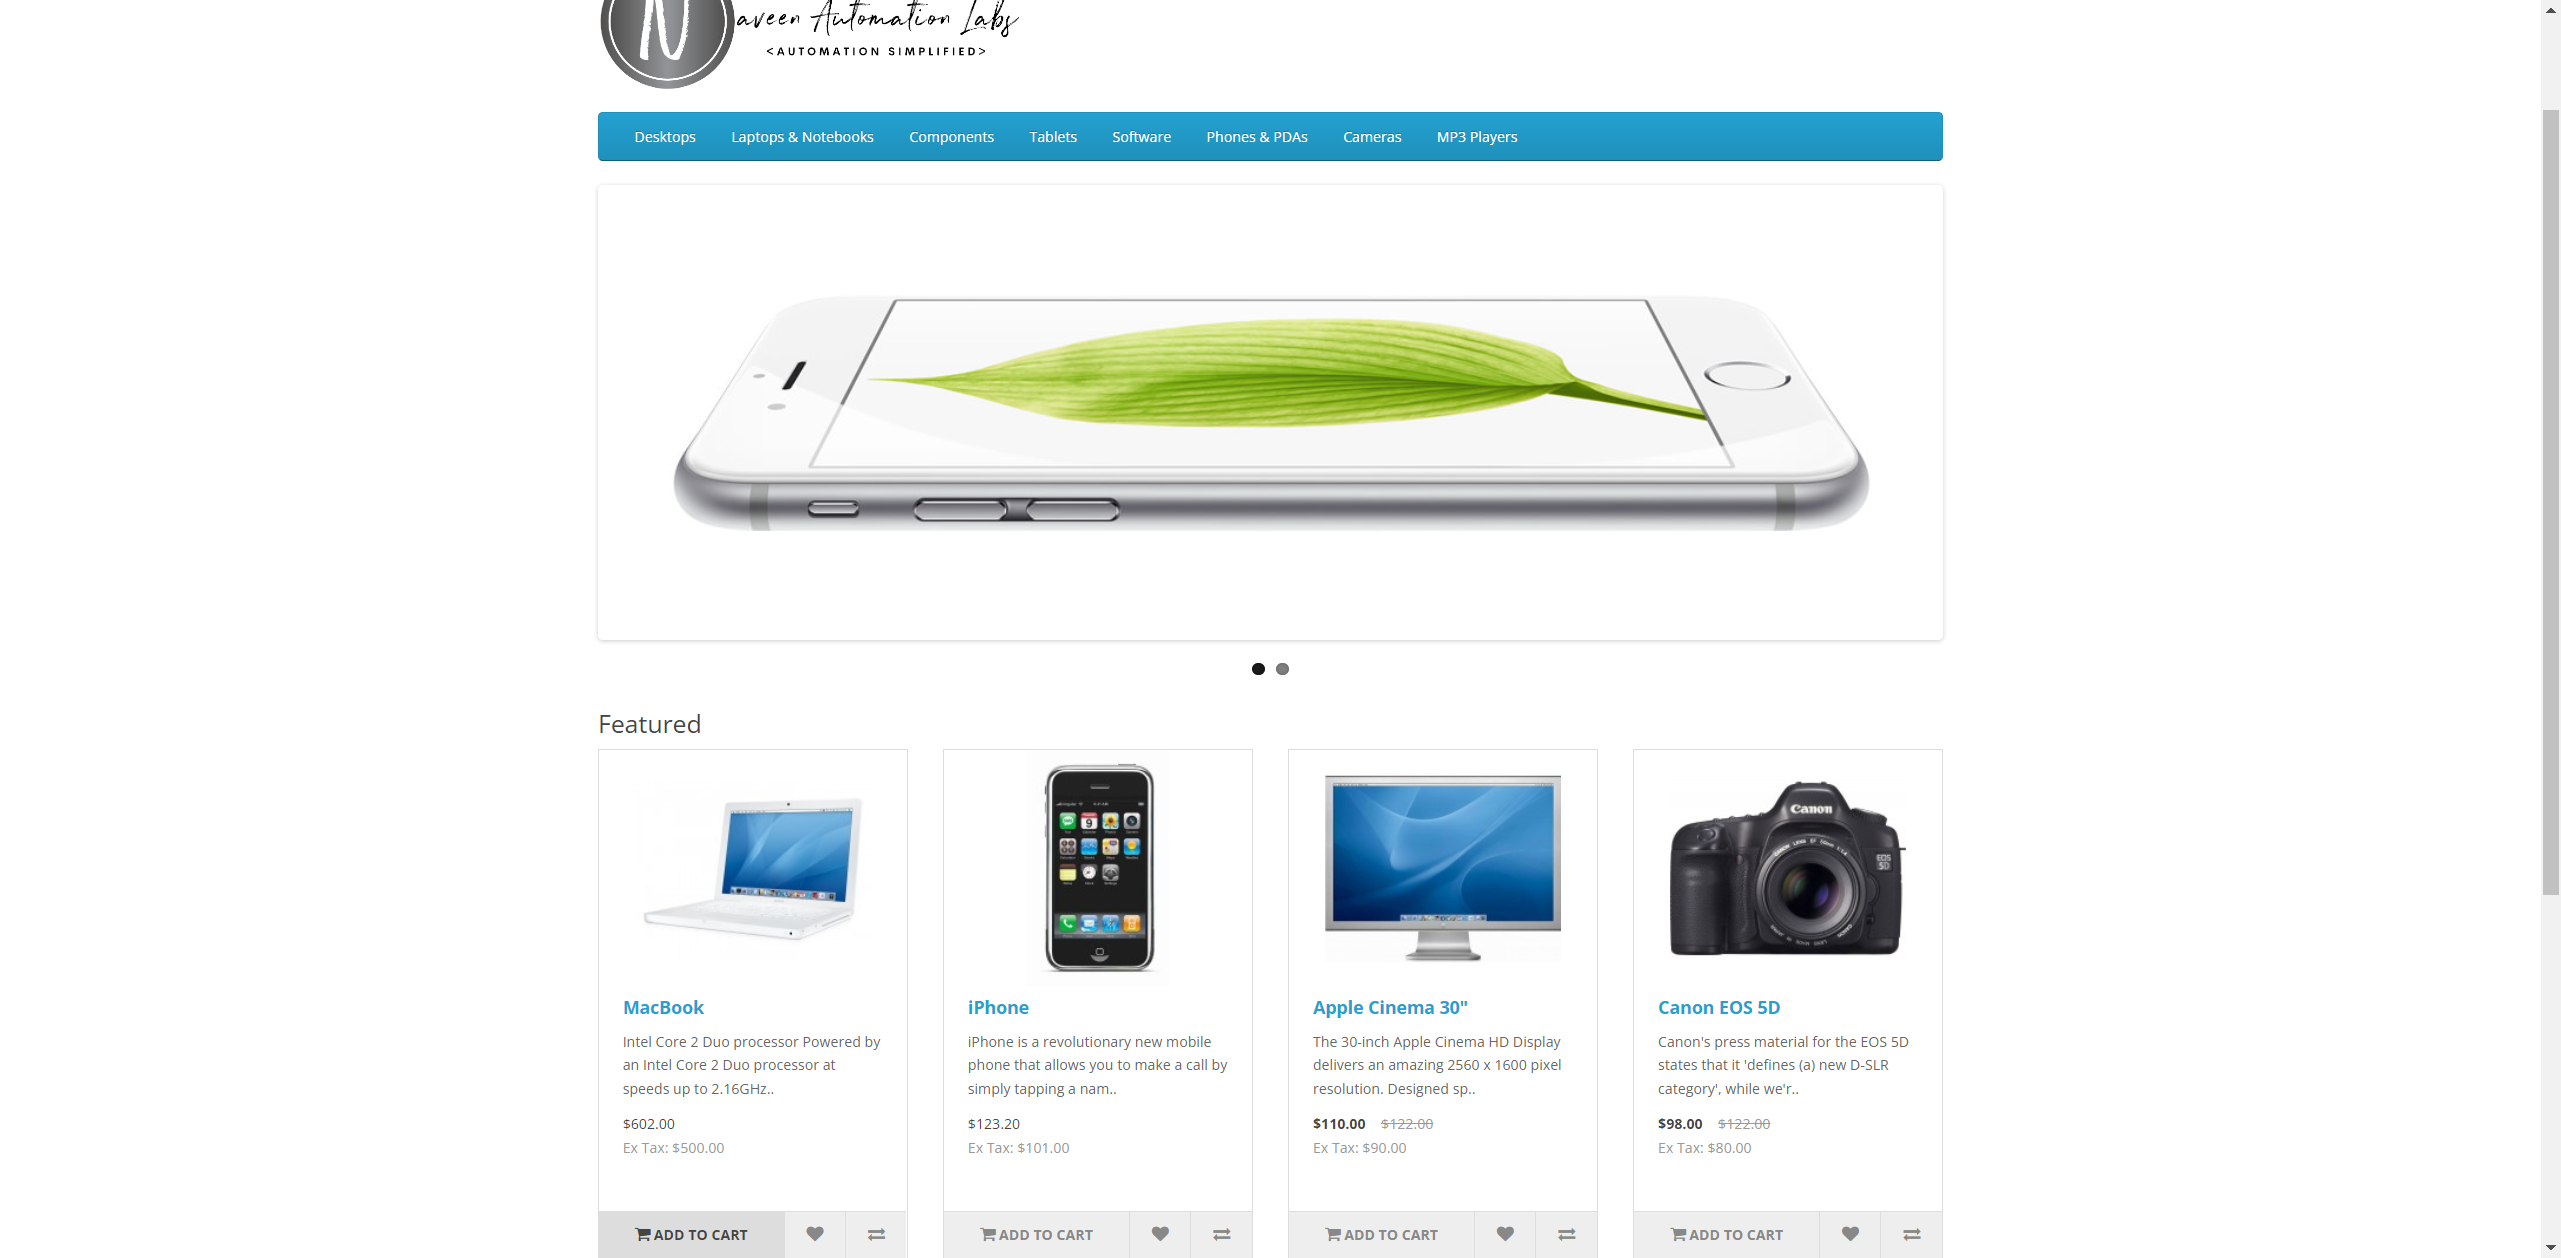 aveen Automation Labs
<AUTOMATION SIMPLIFIED>
Desktops Laptops & Notebooks Components Tablets Software Phones & PDAs Cameras MP3 Players
Featured
Canon
EOS
5D
MacBook
Intel Core 2 Duo processor Powered by
an Intel Core 2 Duo processor at
speeds up to 2.16GHz..
$602.00
Ex Tax: $500.00
ADD TO CART
iPhone
iPhone is a revolutionary new mobile
phone that allows you to make a call by
simply tapping a nam..
$123.20
Ex Tax: $101.00
ADD TO CART
Apple Cinema 30"
The 30-inch Apple Cinema HD Display
delivers an amazing 2560 x 1600 pixel
resolution. Designed sp..
$110.00 $122.00
Ex Tax: $90.00
ADD TO CART
Canon EOS 5D
Canon's press material for the EOS 5D
states that it 'defines (a) new D-SLR
category', while we'r..
$98.00 $122.00
Ex Tax: $80.00
ADD TO CART